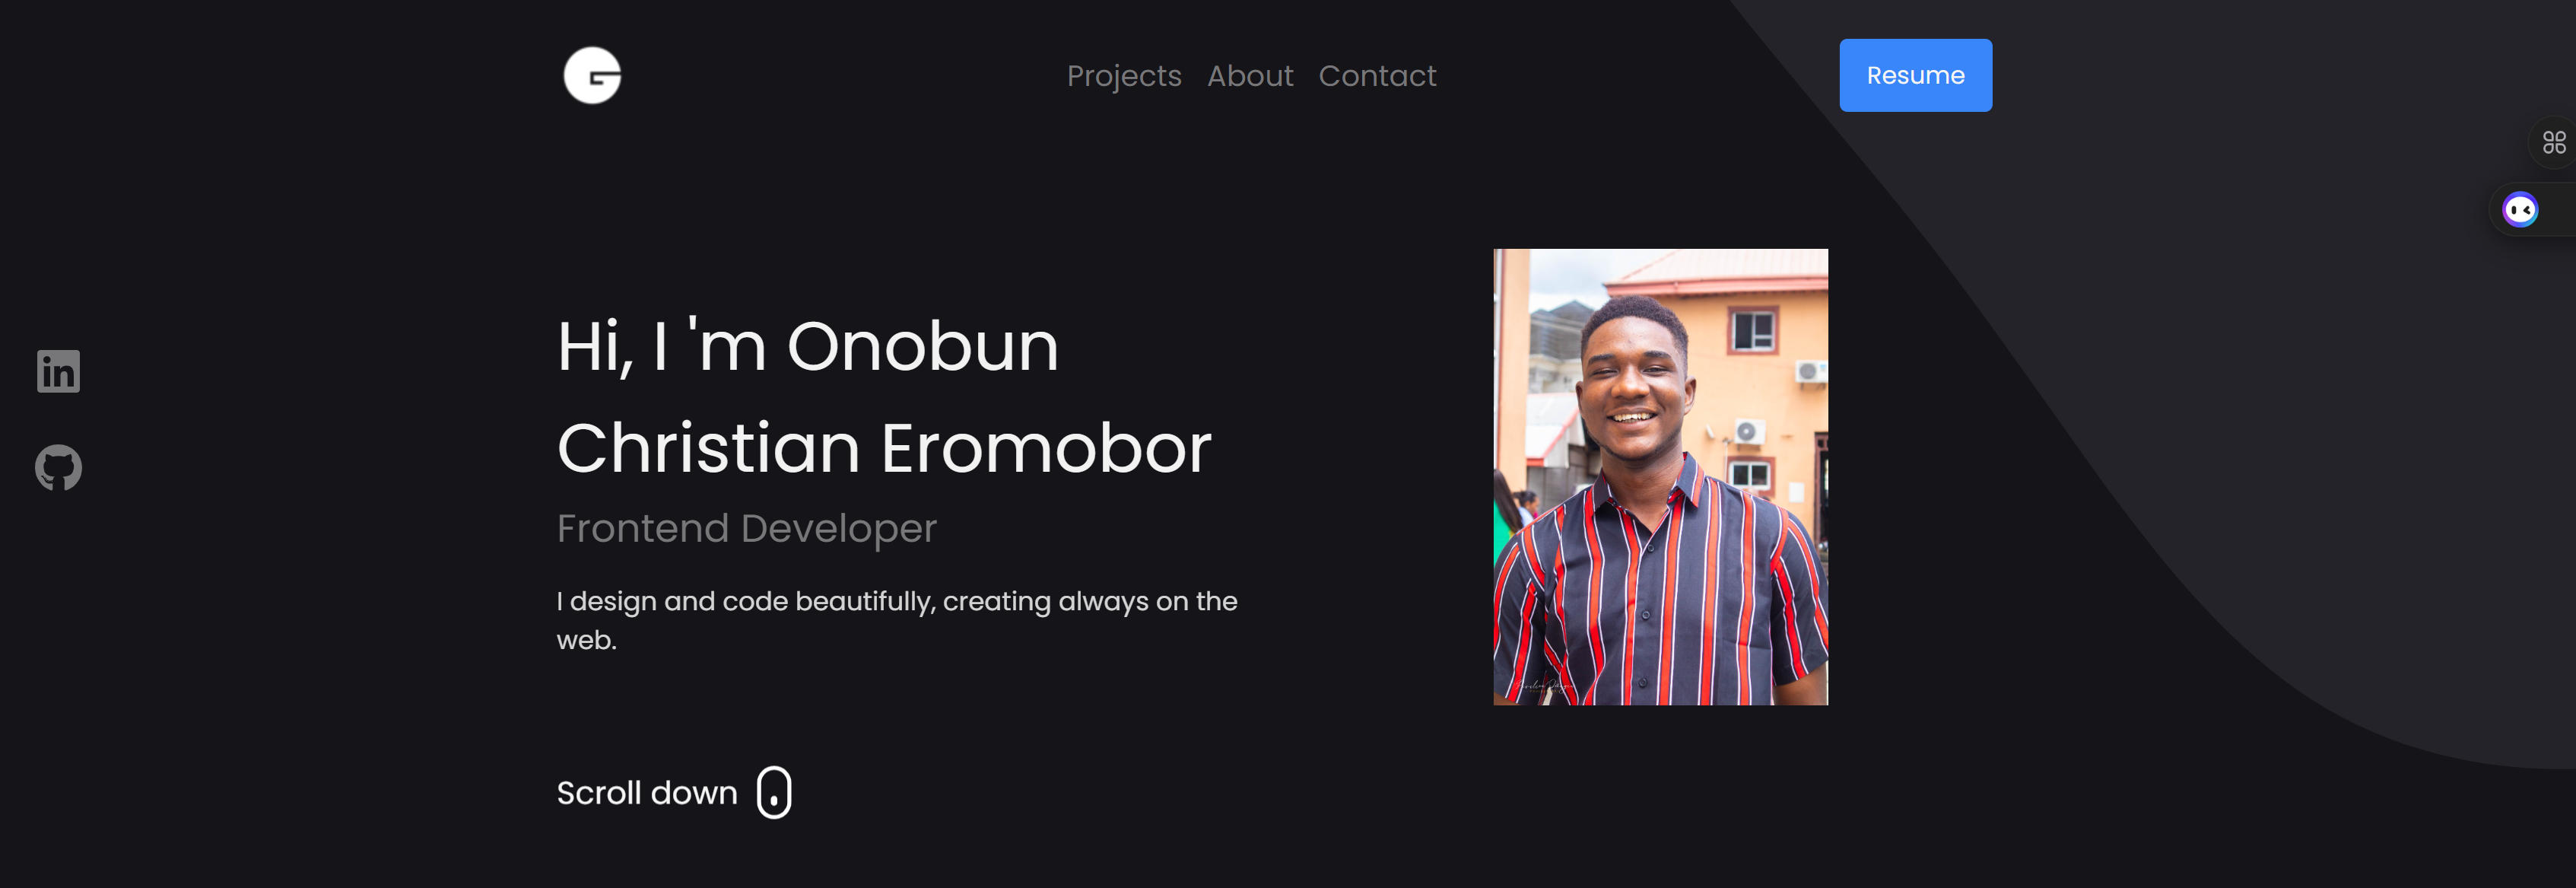 Projects About Contact
Resume
Hi, I 'm Onobun
Christian Eromobor
Frontend Developer
I design and code beautifully, creating always on the
web.
Scroll down